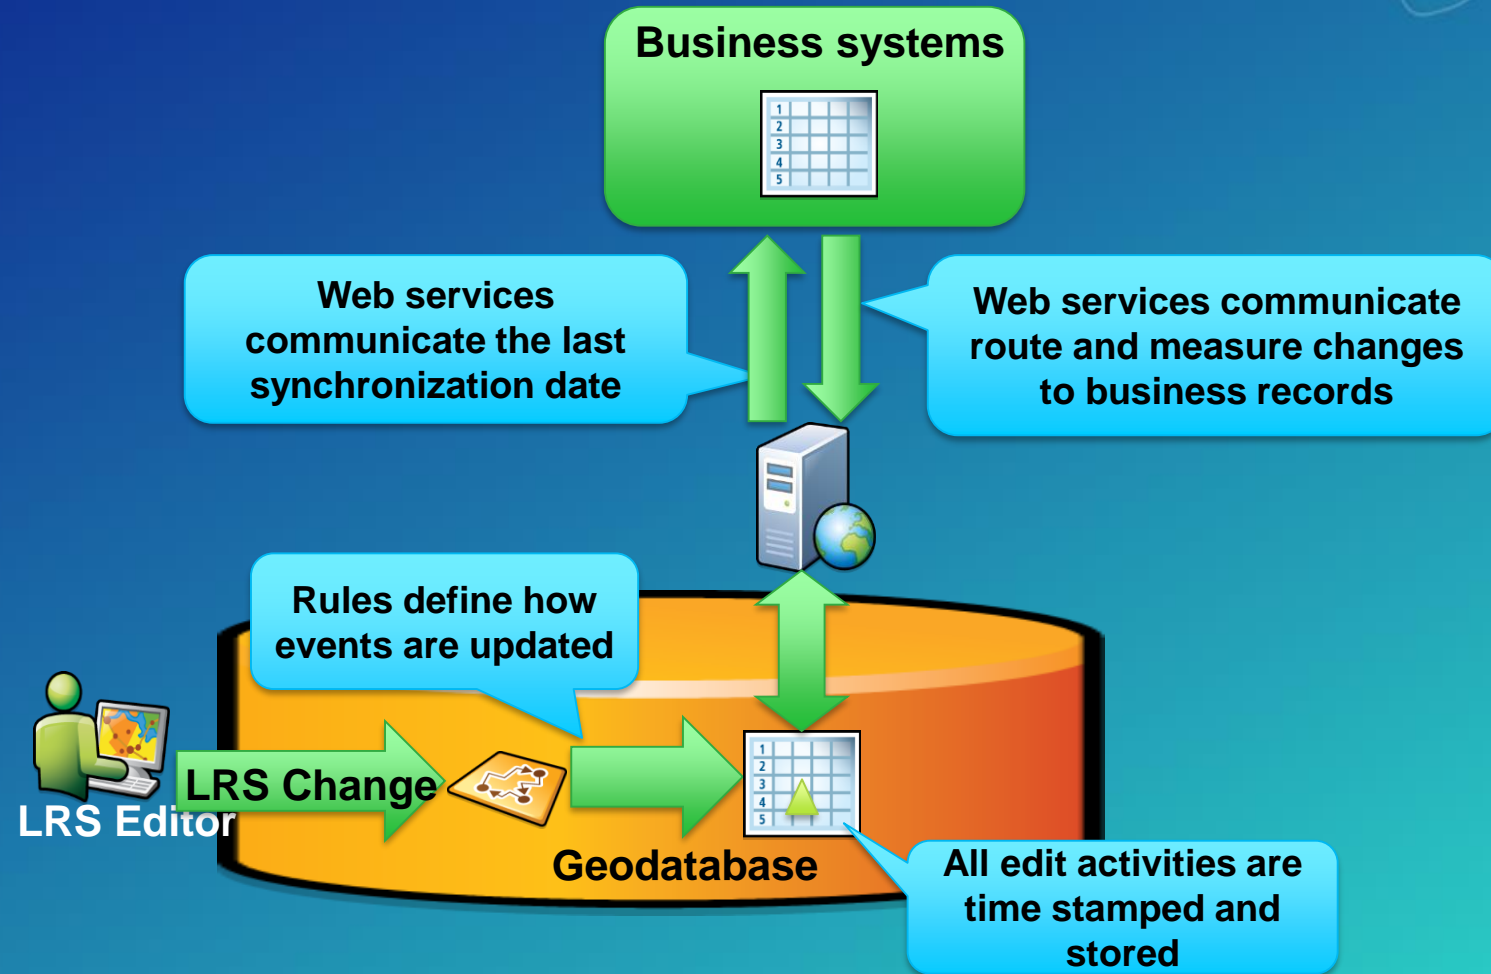 Business systems
1
2
3
4
5
Web services
communicate the last
synchronization date
Web services communicate
route and measure changes
to business records
Rules define how
events are updated
LRS Change
LRS Editor
1
2
3
4
5
Geodatabase
All edit activities are
time stamped and
stored